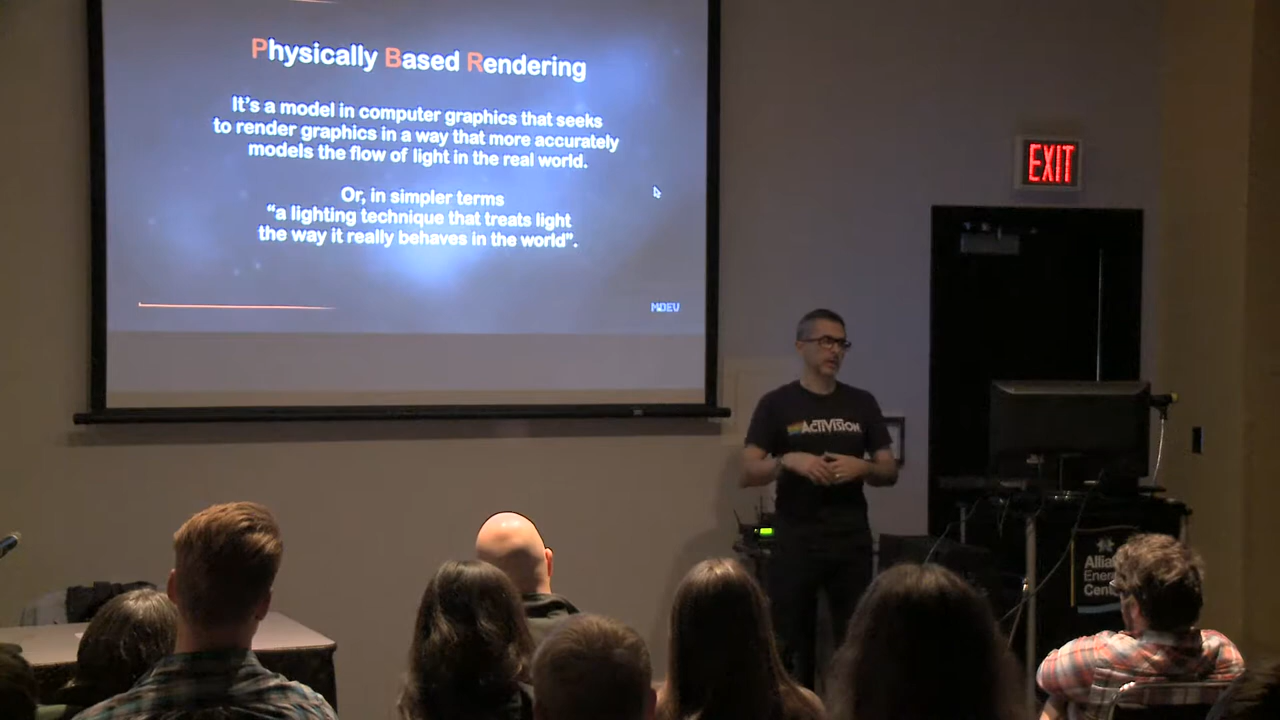 Physically Based Rendering
It's a model in computer graphics that seeks
to render graphics in a way that more accurately
models the flow of light in the real world.
Or, in simpler terms
“a lighting technique that treats light
the way it really behaves in the world”.
MDEV
EXIT
ACTIVISION